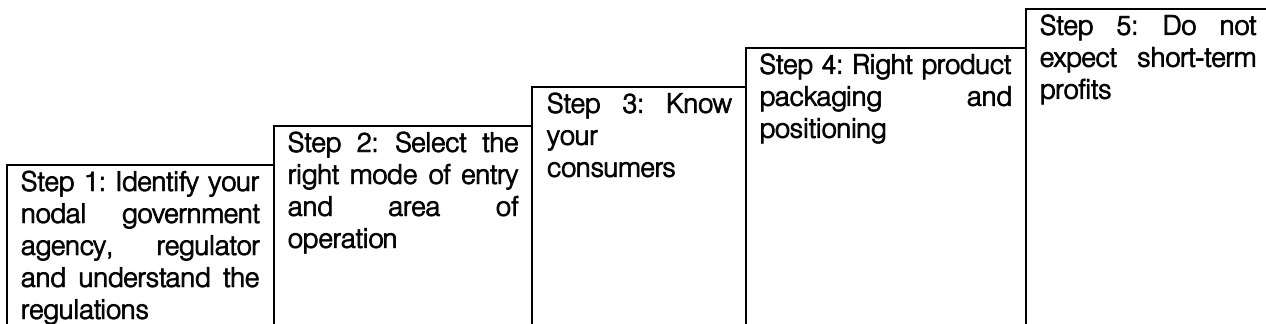 Step 1: Identify your
nodal government
agency, regulator
and understand the
regulations
Step 2: Select the
right mode of entry
and area of
operation
Step 3: Know
your
consumers
Step 4: Right product
packaging and
positioning
Step 5: Do not
expect short-term
profits